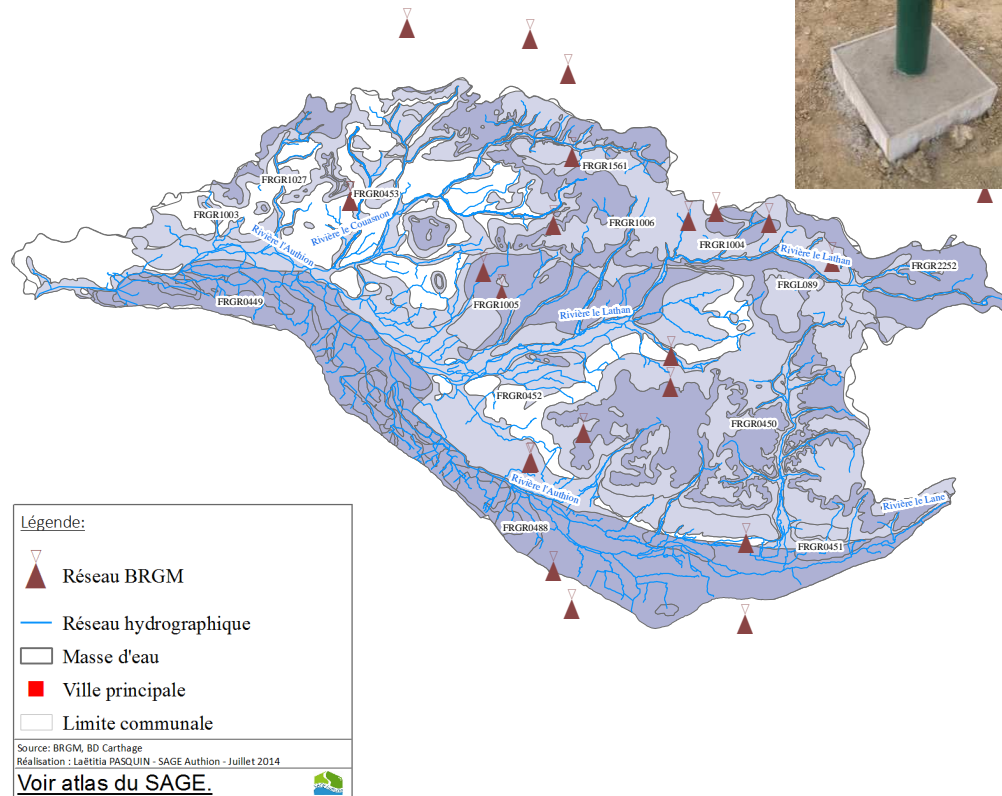 FRGR1561
FRGR1027
FRGR0453
FRGR1003
FRGR1006
Rivière le Couasnon
Rivière l'Authion
FRGR1004
Rivière le Lathan
FRGR2252
FRGL089
FRGR0449
FRGR1005
Rivière le Lathan
FRGR0452
FRGR0450
Rivière l'Authion
Rivière le Lane
FRGR0488
FRGR0451
Légende:
Réseau BRGM
Réseau hydrographique
Masse d'eau
Ville principale
Limite communale
Source: BRGM, BD Carthage
Réalisation : Laëtitia PASQUIN - SAGE Authion - Juillet 2014
Voir atlas du SAGE.